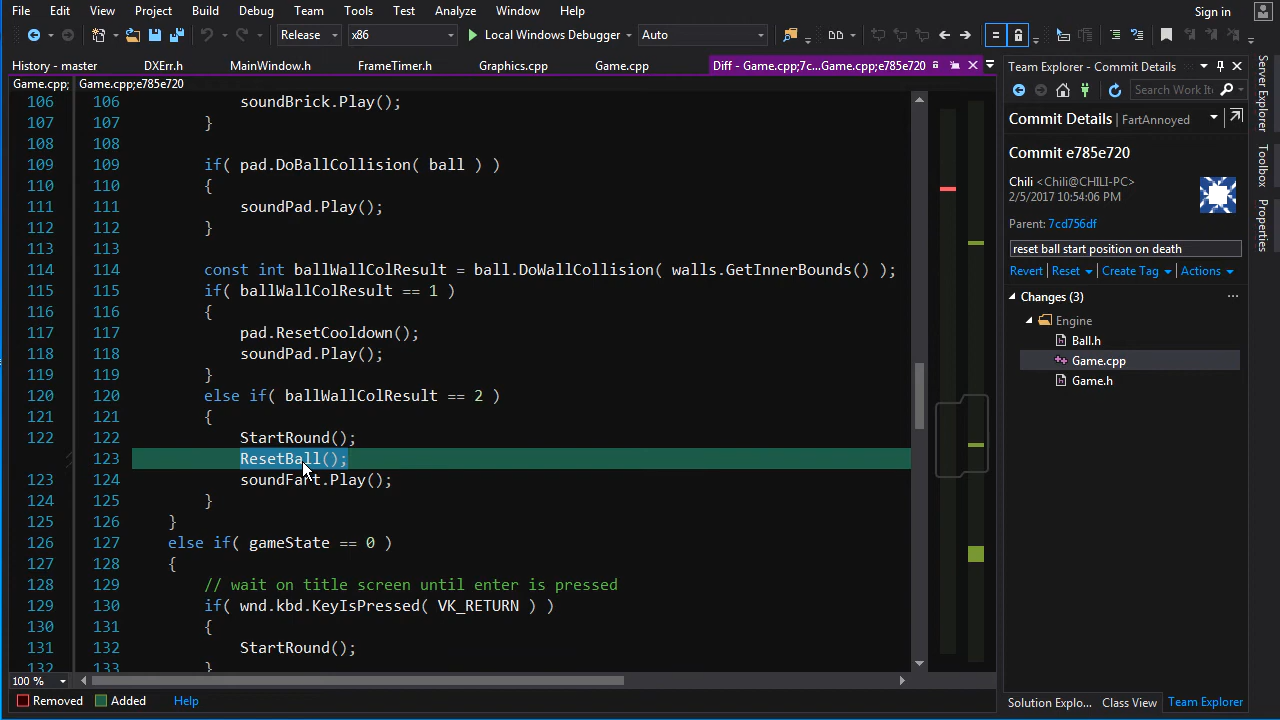 File Edit View Project Build Debug Team Tools Test Analyze Window Help Sign in
Release x86 Local Windows Debugger Auto
History - master DXErr.h MainWindow.h FrameTimer.h Graphics.cpp Game.cpp Diff - Game.cpp;7c...Game.cpp;e785e720
Game.cpp; Game.cpp;e785e720
106 106 soundBrick.Play();
107 107 }
108 108
109 109 if( pad.DoBallCollision( ball ) )
110 110 {
111 111 soundPad.Play();
112 112 }
113 113
114 114 const int ballWallColResult = ball.DoWallCollision( walls.GetInnerBounds() );
115 115 if( ballWallColResult == 1 )
116 116 {
117 117 pad.ResetCooldown();
118 118 soundPad.Play();
119 119 }
120 120 else if( ballWallColResult == 2 )
121 121 {
122 122 StartRound();
123 ResetBall();
123 124 soundFart.Play();
124 125 }
125 126 }
126 127 else if( gameState == 0 )
127 128 {
128 129 // wait on title screen until enter is pressed
129 130 if( wnd.kbd.KeyIsPressed( VK_RETURN ) )
130 131 {
131 132 StartRound();
132 133 }
100 %
Removed Added Help
Team Explorer - Commit Details
Search Work Ite
Commit Details | FartAnnoyed
Commit e785e720
Chili <Chili@CHILI-PC>
2/5/2017 10:54:06 PM
Parent: 7cd756df
reset ball start position on death
Revert | Reset | Create Tag | Actions
Changes (3) ...
Engine
Ball.h
Game.cpp
Game.h
Solution Explo... Class View Team Explorer
Server Explorer
Toolbox
Properties